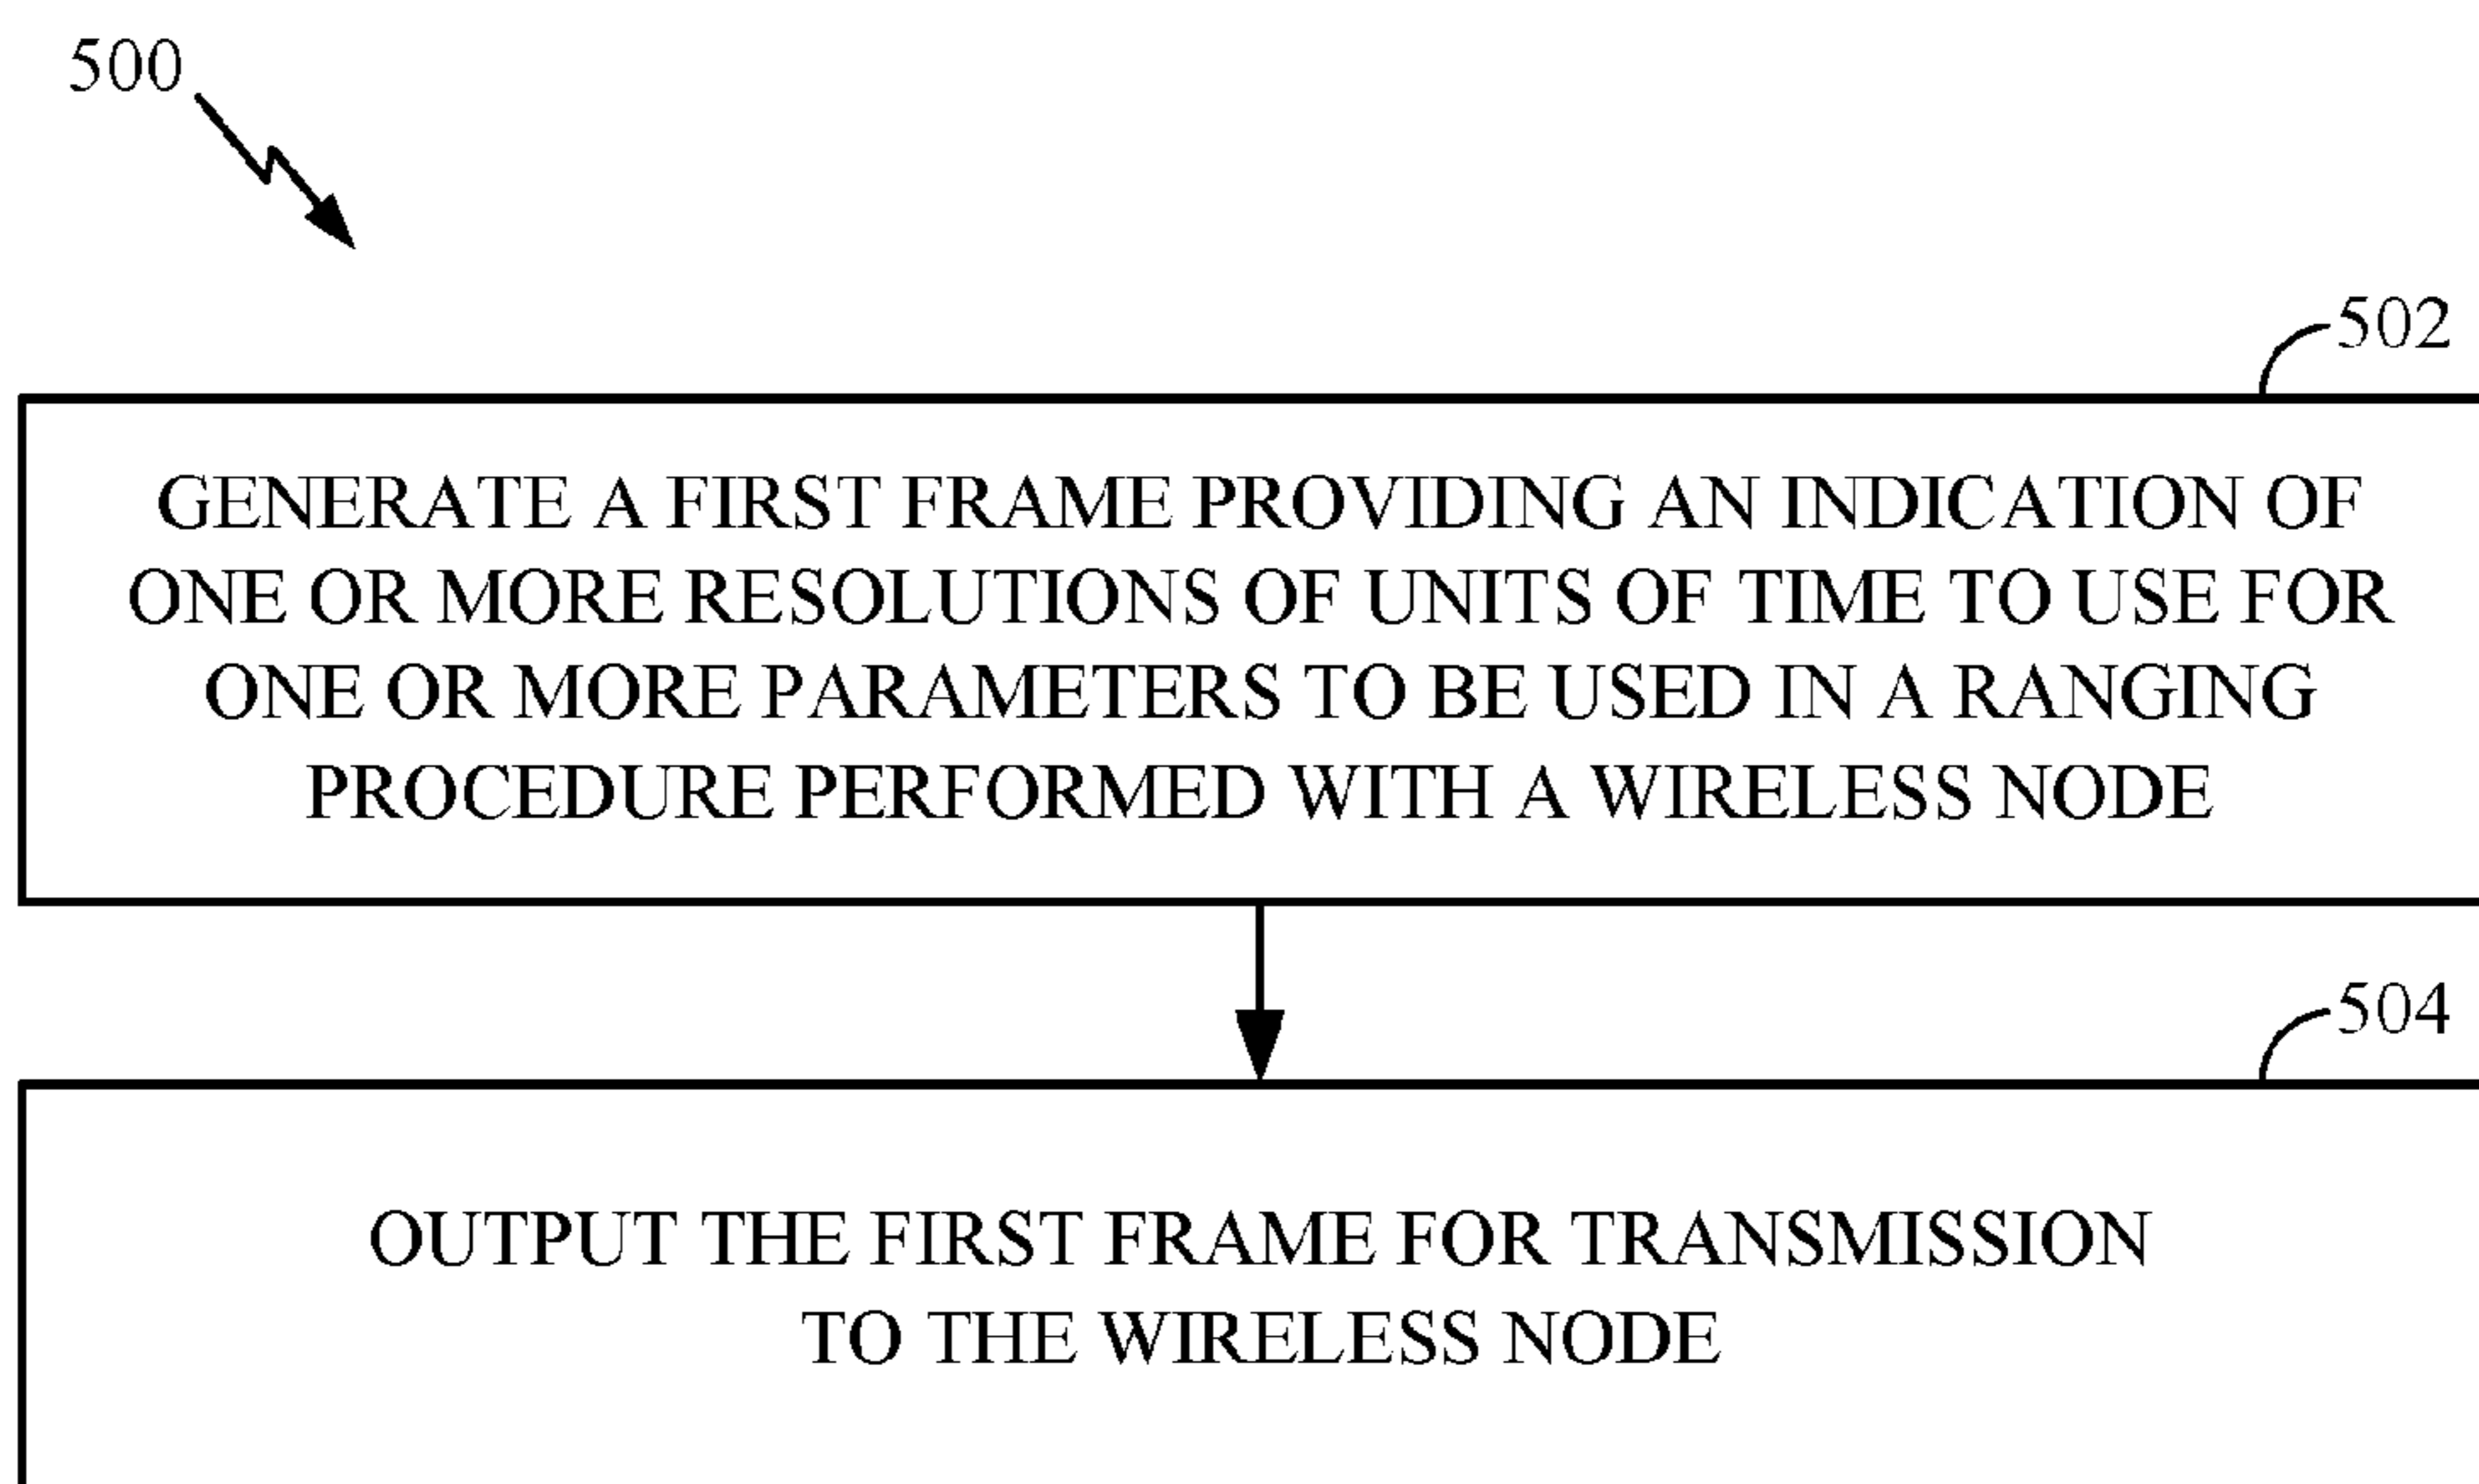 500
502
GENERATE A FIRST FRAME PROVIDING AN INDICATION OF
ONE OR MORE RESOLUTIONS OF UNITS OF TIME TO USE FOR
ONE OR MORE PARAMETERS TO BE USED IN A RANGING
PROCEDURE PERFORMED WITH A WIRELESS NODE
504
OUTPUT THE FIRST FRAME FOR TRANSMISSION
TO THE WIRELESS NODE